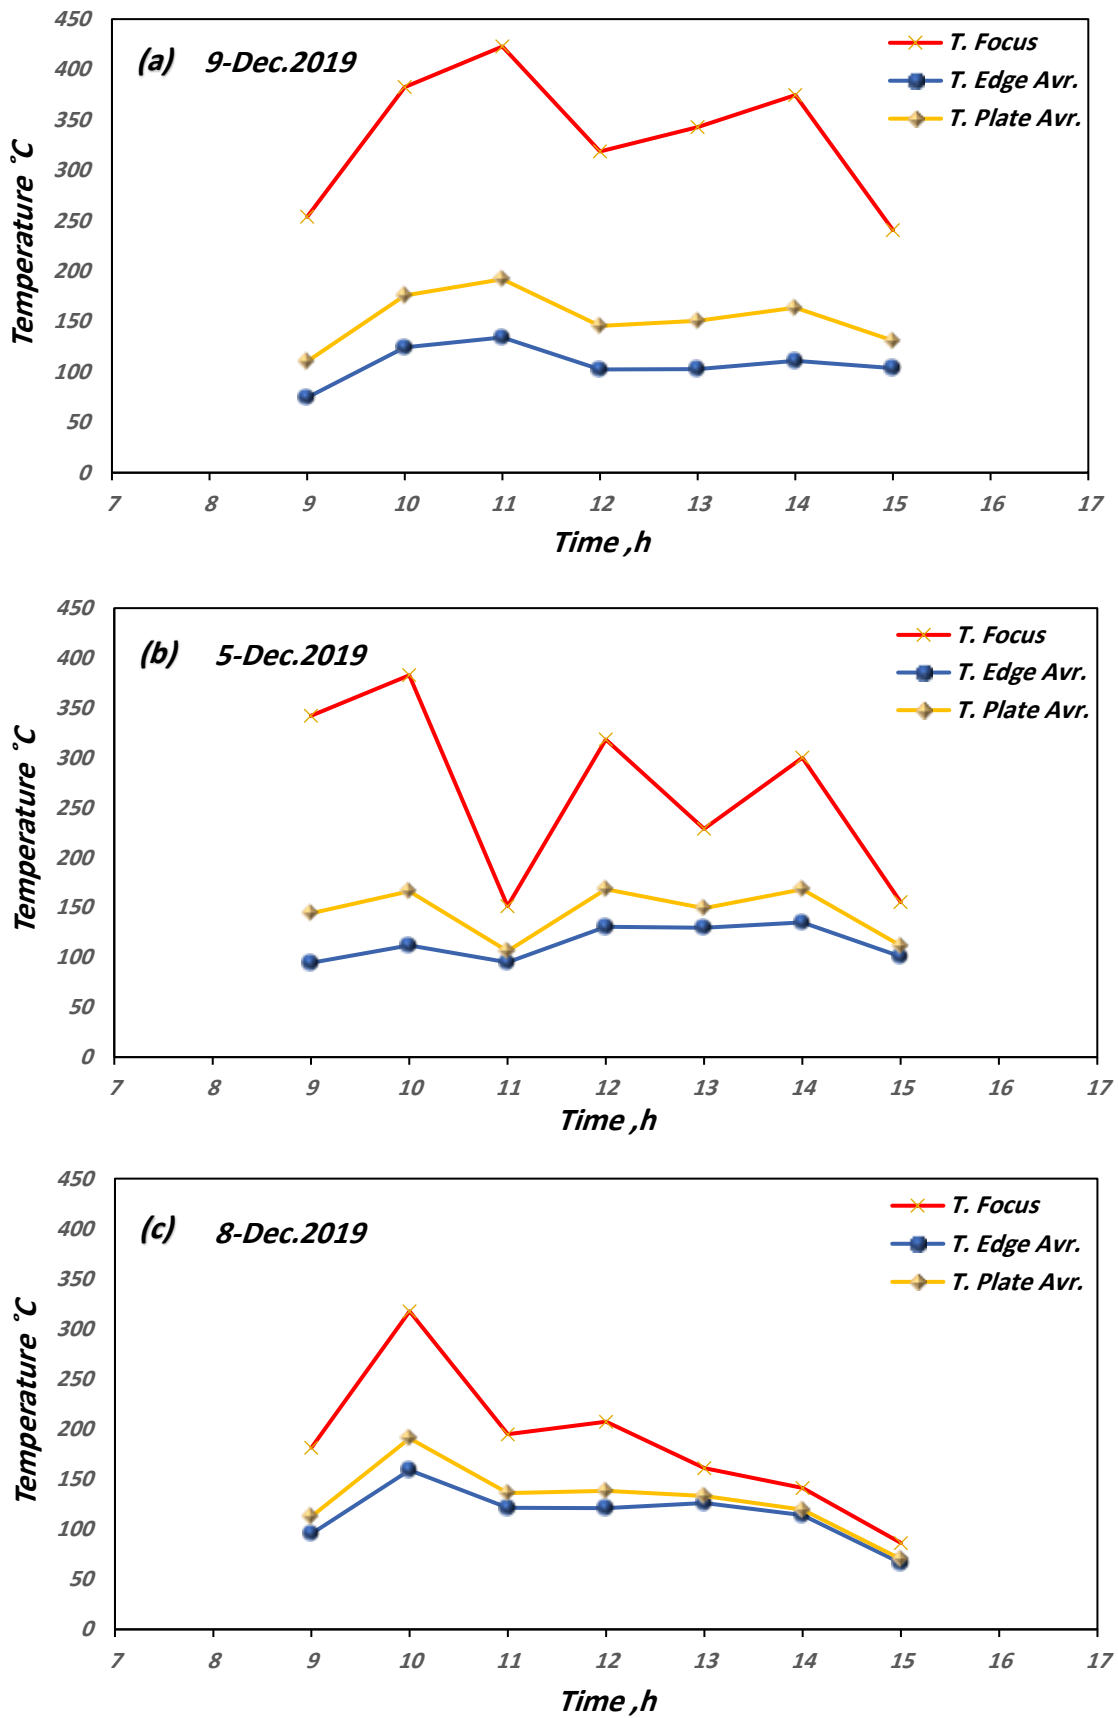 (a) 9-Dec.2019
T. Focus
T. Edge Avr.
T. Plate Avr.
Temperature °C
450
400
350
300
250
200
150
100
50
0
7 8 9 10 11 12 13 14 15 16 17
Time ,h
(b) 5-Dec.2019
T. Focus
T. Edge Avr.
T. Plate Avr.
Temperature °C
450
400
350
300
250
200
150
100
50
0
7 8 9 10 11 12 13 14 15 16 17
Time ,h
(c) 8-Dec.2019
T. Focus
T. Edge Avr.
T. Plate Avr.
Temperature °C
450
400
350
300
250
200
150
100
50
0
7 8 9 10 11 12 13 14 15 16 17
Time ,h